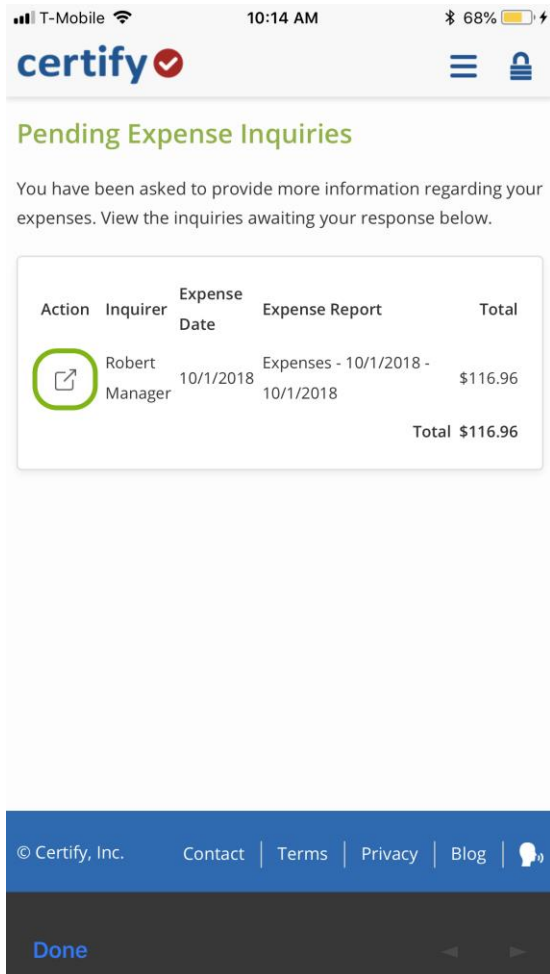 T-Mobile 10:14 AM 68%
certify
Pending Expense Inquiries
You have been asked to provide more information regarding your
expenses. View the inquiries awaiting your response below.
Action Inquirer Expense Date Expense Report Total
Robert Manager 10/1/2018 Expenses - 10/1/2018 - 10/1/2018 $116.96
Total $116.96
© Certify, Inc. Contact | Terms | Privacy | Blog |
Done